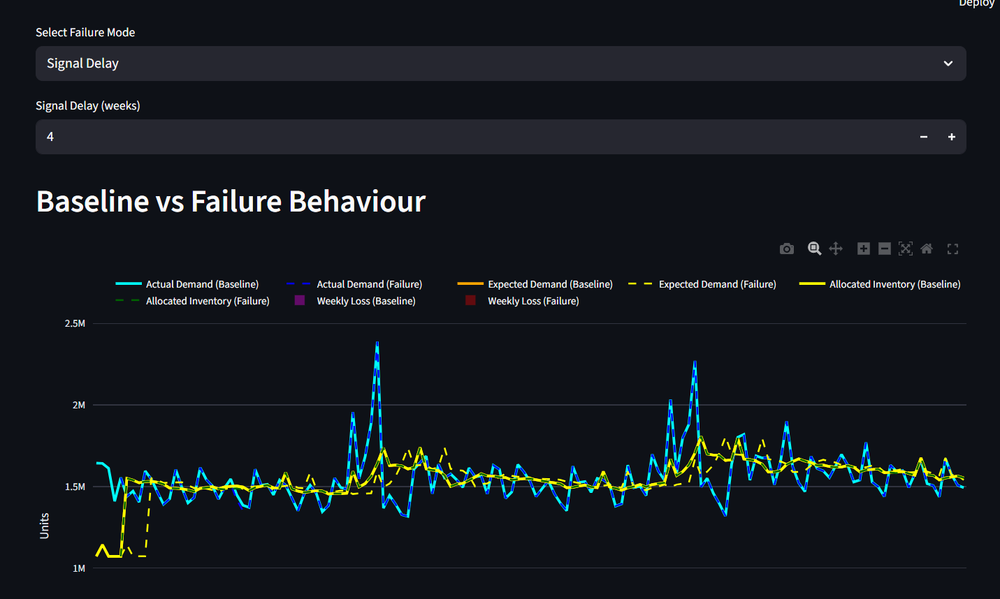 Deploy
Select Failure Mode
Signal Delay
Signal Delay (weeks)
4
Baseline vs Failure Behaviour
Actual Demand (Baseline) Actual Demand (Failure) Expected Demand (Baseline) Expected Demand (Failure) Allocated Inventory (Baseline)
Allocated Inventory (Failure) Weekly Loss (Baseline) Weekly Loss (Failure)
2.5M
2M
1.5M
Units
1M